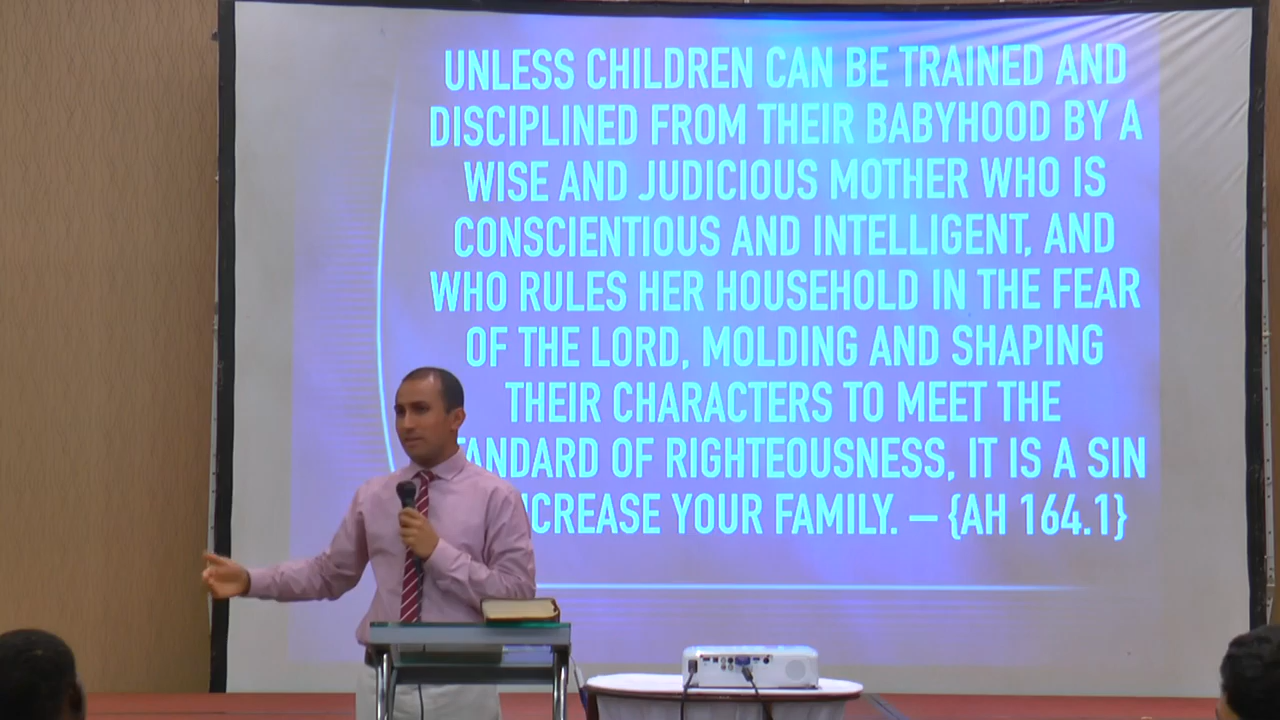 UNLESS CHILDREN CAN BE TRAINED AND
DISCIPLINED FROM THEIR BABYHOOD BY A
WISE AND JUDICIOUS MOTHER WHO IS
CONSCIENTIOUS AND INTELLIGENT, AND
WHO RULES HER HOUSEHOLD IN THE FEAR
OF THE LORD, MOLDING AND SHAPING
THEIR CHARACTERS TO MEET THE
OF RIGHTEOUSNESS, IT IS A SIN
YOUR FAMILY. – {AH 164.1}